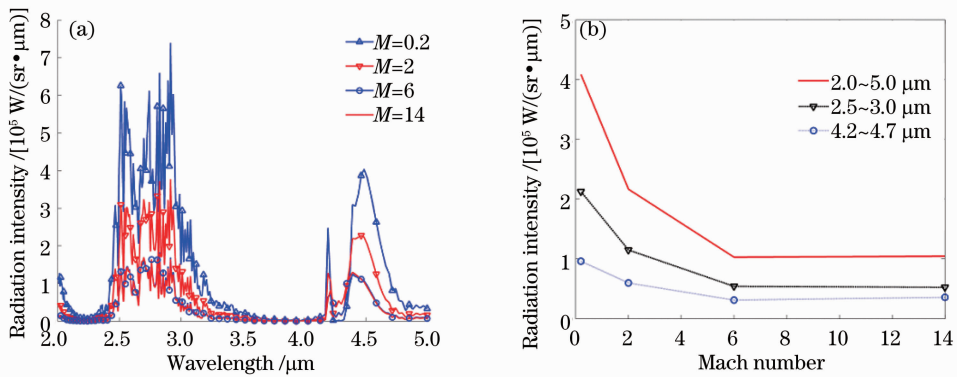 (a)
Radiation intensity /[10⁵ W/(sr•μm)]
8
7
6
5
4
3
2
1
0
M=0.2
M=2
M=6
M=14
2.0 2.5 3.0 3.5 4.0 4.5 5.0
Wavelength /μm
(b)
Radiation intensity /[10⁵ W/(sr•μm)]
5
4
3
2
1
0
2.0~5.0 μm
2.5~3.0 μm
4.2~4.7 μm
0 2 4 6 8 10 12 14
Mach number